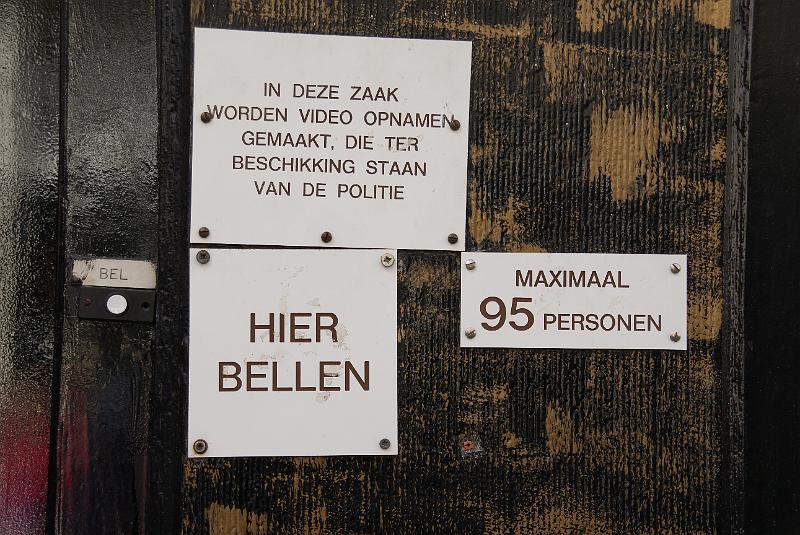 IN DEZE ZAAK
WORDEN VIDEO OPNAMEN
GEMAAKT, DIE TER
BESCHIKKING STAAN
VAN DE POLITIE
BEL
HIER
BELLEN
MAXIMAAL
95 PERSONEN